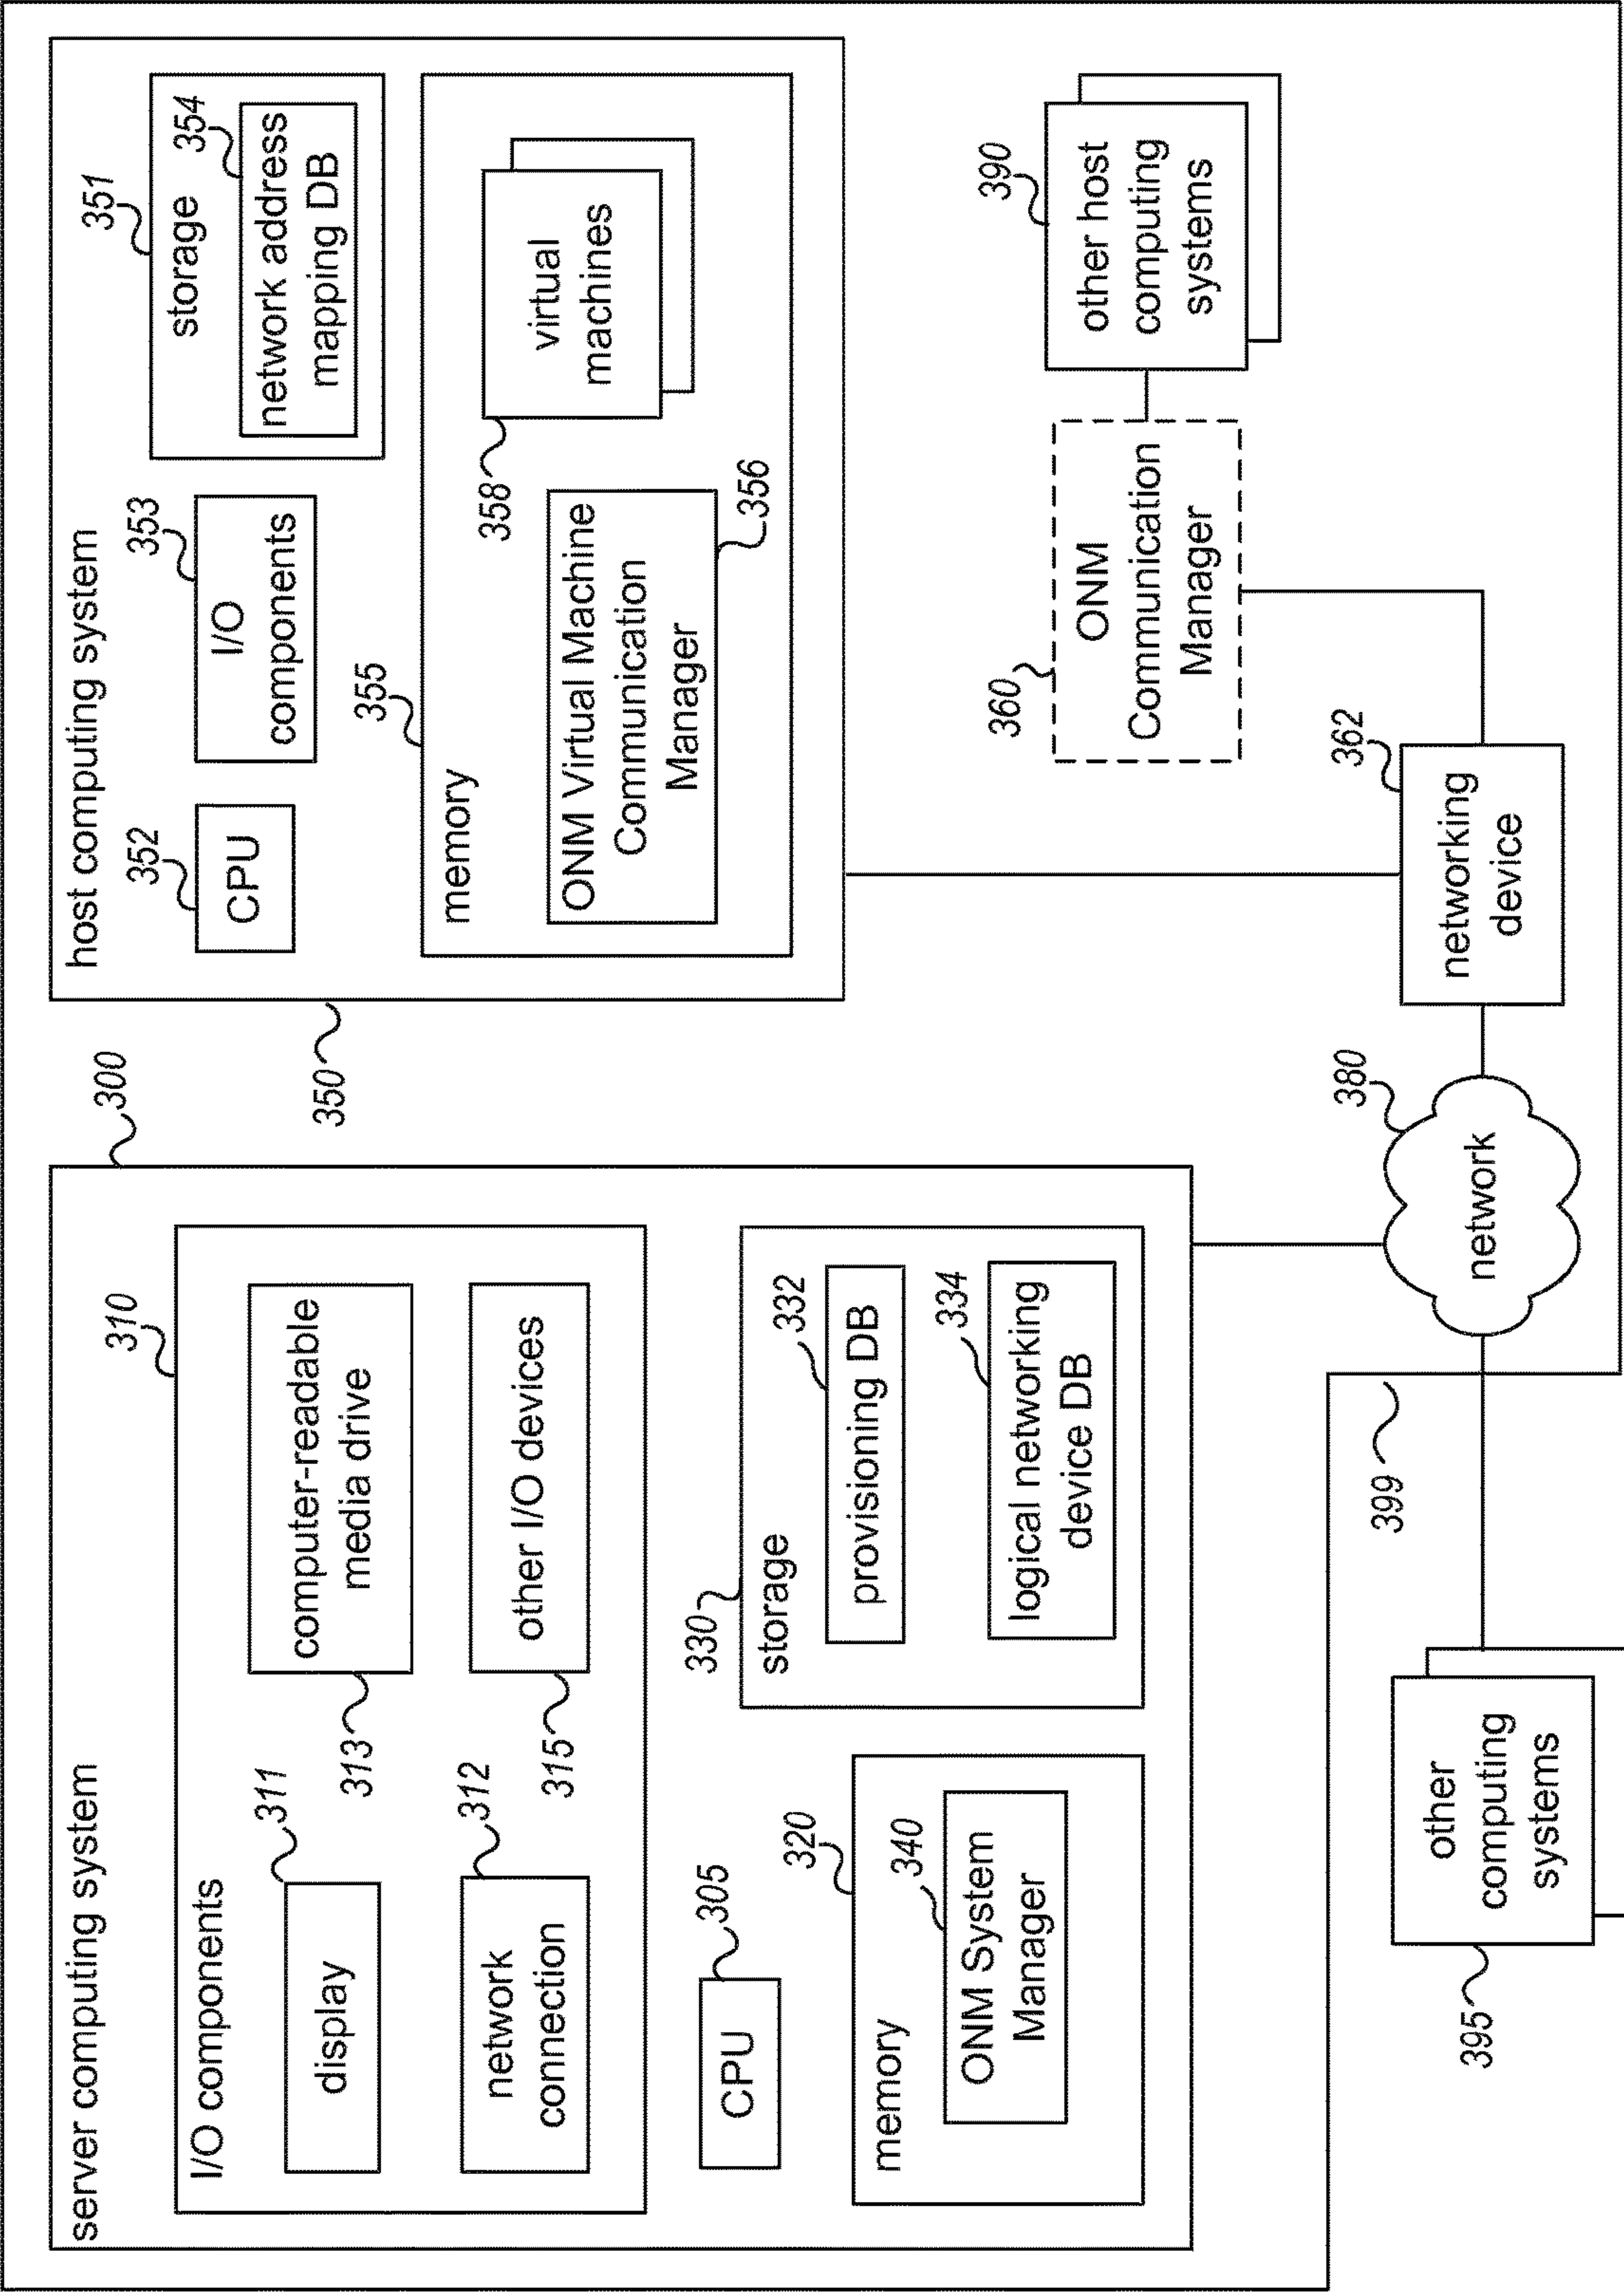 server computing system
300
I/O components
310
display
311
computer-readable
media drive
313
network
connection
312
other I/O devices
315
CPU
305
memory
320
ONM System
Manager
340
storage
330
provisioning DB
332
logical networking
device DB
334
host computing system
350
CPU
352
I/O
components
353
storage
351
network address
mapping DB
354
memory
355
ONM Virtual Machine
Communication
Manager
356
virtual
machines
358
ONM
Communication
Manager
360
other host
computing
systems
390
networking
device
362
network
380
399
other
computing
systems
395